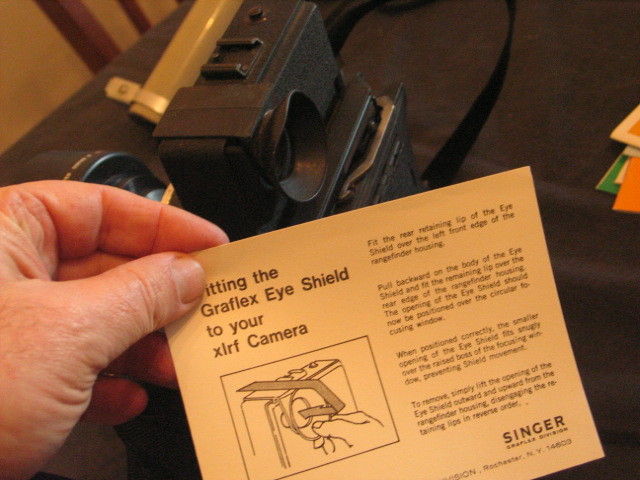 itting the
Graflex Eye Shield
to your
xlrf Camera
Fit the rear retaining lip of the Eye
Shield over the left front edge of the
rangefinder housing.
Pull backward on the body of the Eye
Shield and fit the remaining lip over the
rear edge of the rangefinder housing.
The opening of the Eye Shield should
now be positioned over the circular fo-
cusing window.
When positioned correctly, the smaller
opening of the Eye Shield fits snugly
over the raised boss of the focusing win-
dow, preventing Shield movement.
To remove, simply lift the opening of the
Eye Shield outward and upward from the
rangefinder housing, disengaging the re-
taining lips in reverse order.
SINGER
GRAFLEX DIVISION
ISION, Rochester, N.Y. 14603